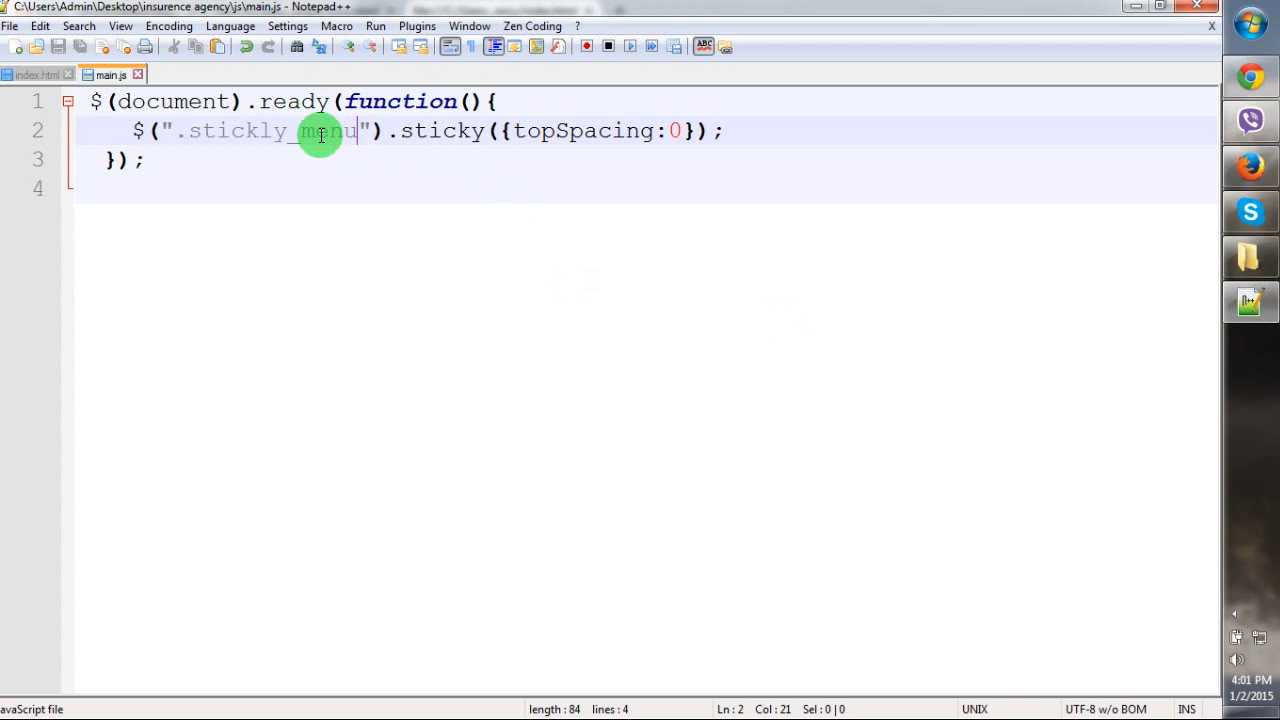 C:\Users\Admin\Desktop\insurence agency\js\main.js - Notepad++
File Edit Search View Encoding Language Settings Macro Run Plugins Window Zen Coding ? X
index.html main.js
1 $(document).ready(function(){
2 $(".stickly_menu").sticky({topSpacing:0});
3 });
4
4:01 PM
1/2/2015
avaScript file length : 84 lines : 4 Ln : 2 Col : 21 Sel : 0 | 0 UNIX UTF-8 w/o BOM INS